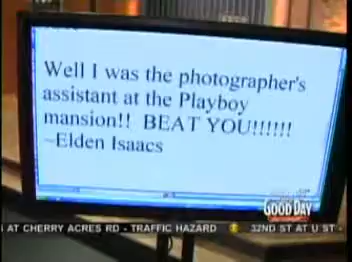 Well I was the photographer's
assistant at the Playboy
mansion!! BEAT YOU!!!!!!
~Elden Isaacs
GOOD DAY
AT CHERRY ACRES RD - TRAFFIC HAZARD 32ND ST AT U ST -